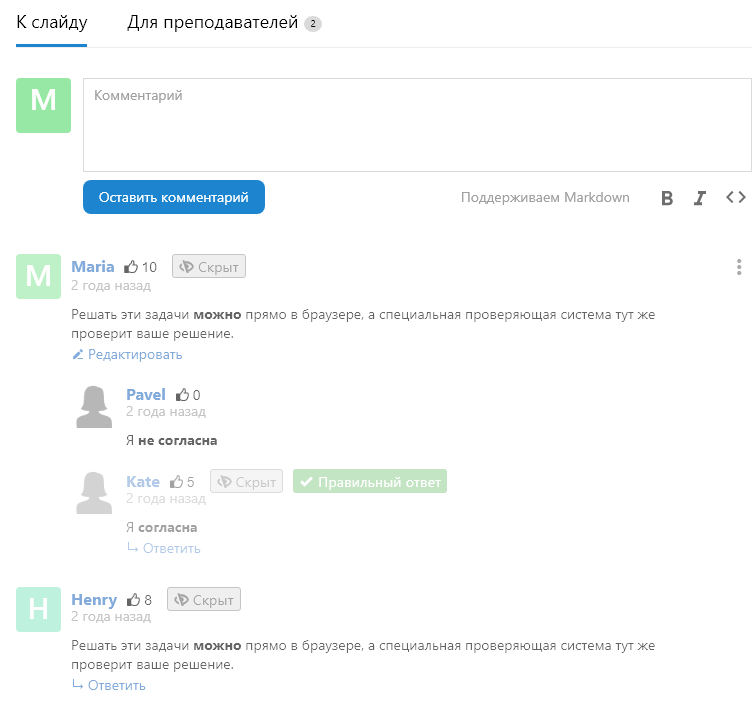 К слайду Для преподавателей 2
M
Комментарий
Оставить комментарий Поддерживаем Markdown B I <>
M Maria 10 Скрыт
2 года назад
Решать эти задачи можно прямо в браузере, а специальная проверяющая система тут же
проверит ваше решение.
Редактировать
Pavel 0
2 года назад
Я не согласна
Kate 5 Скрыт Правильный ответ
2 года назад
Я согласна
Ответить
H Henry 8 Скрыт
2 года назад
Решать эти задачи можно прямо в браузере, а специальная проверяющая система тут же
проверит ваше решение.
Ответить